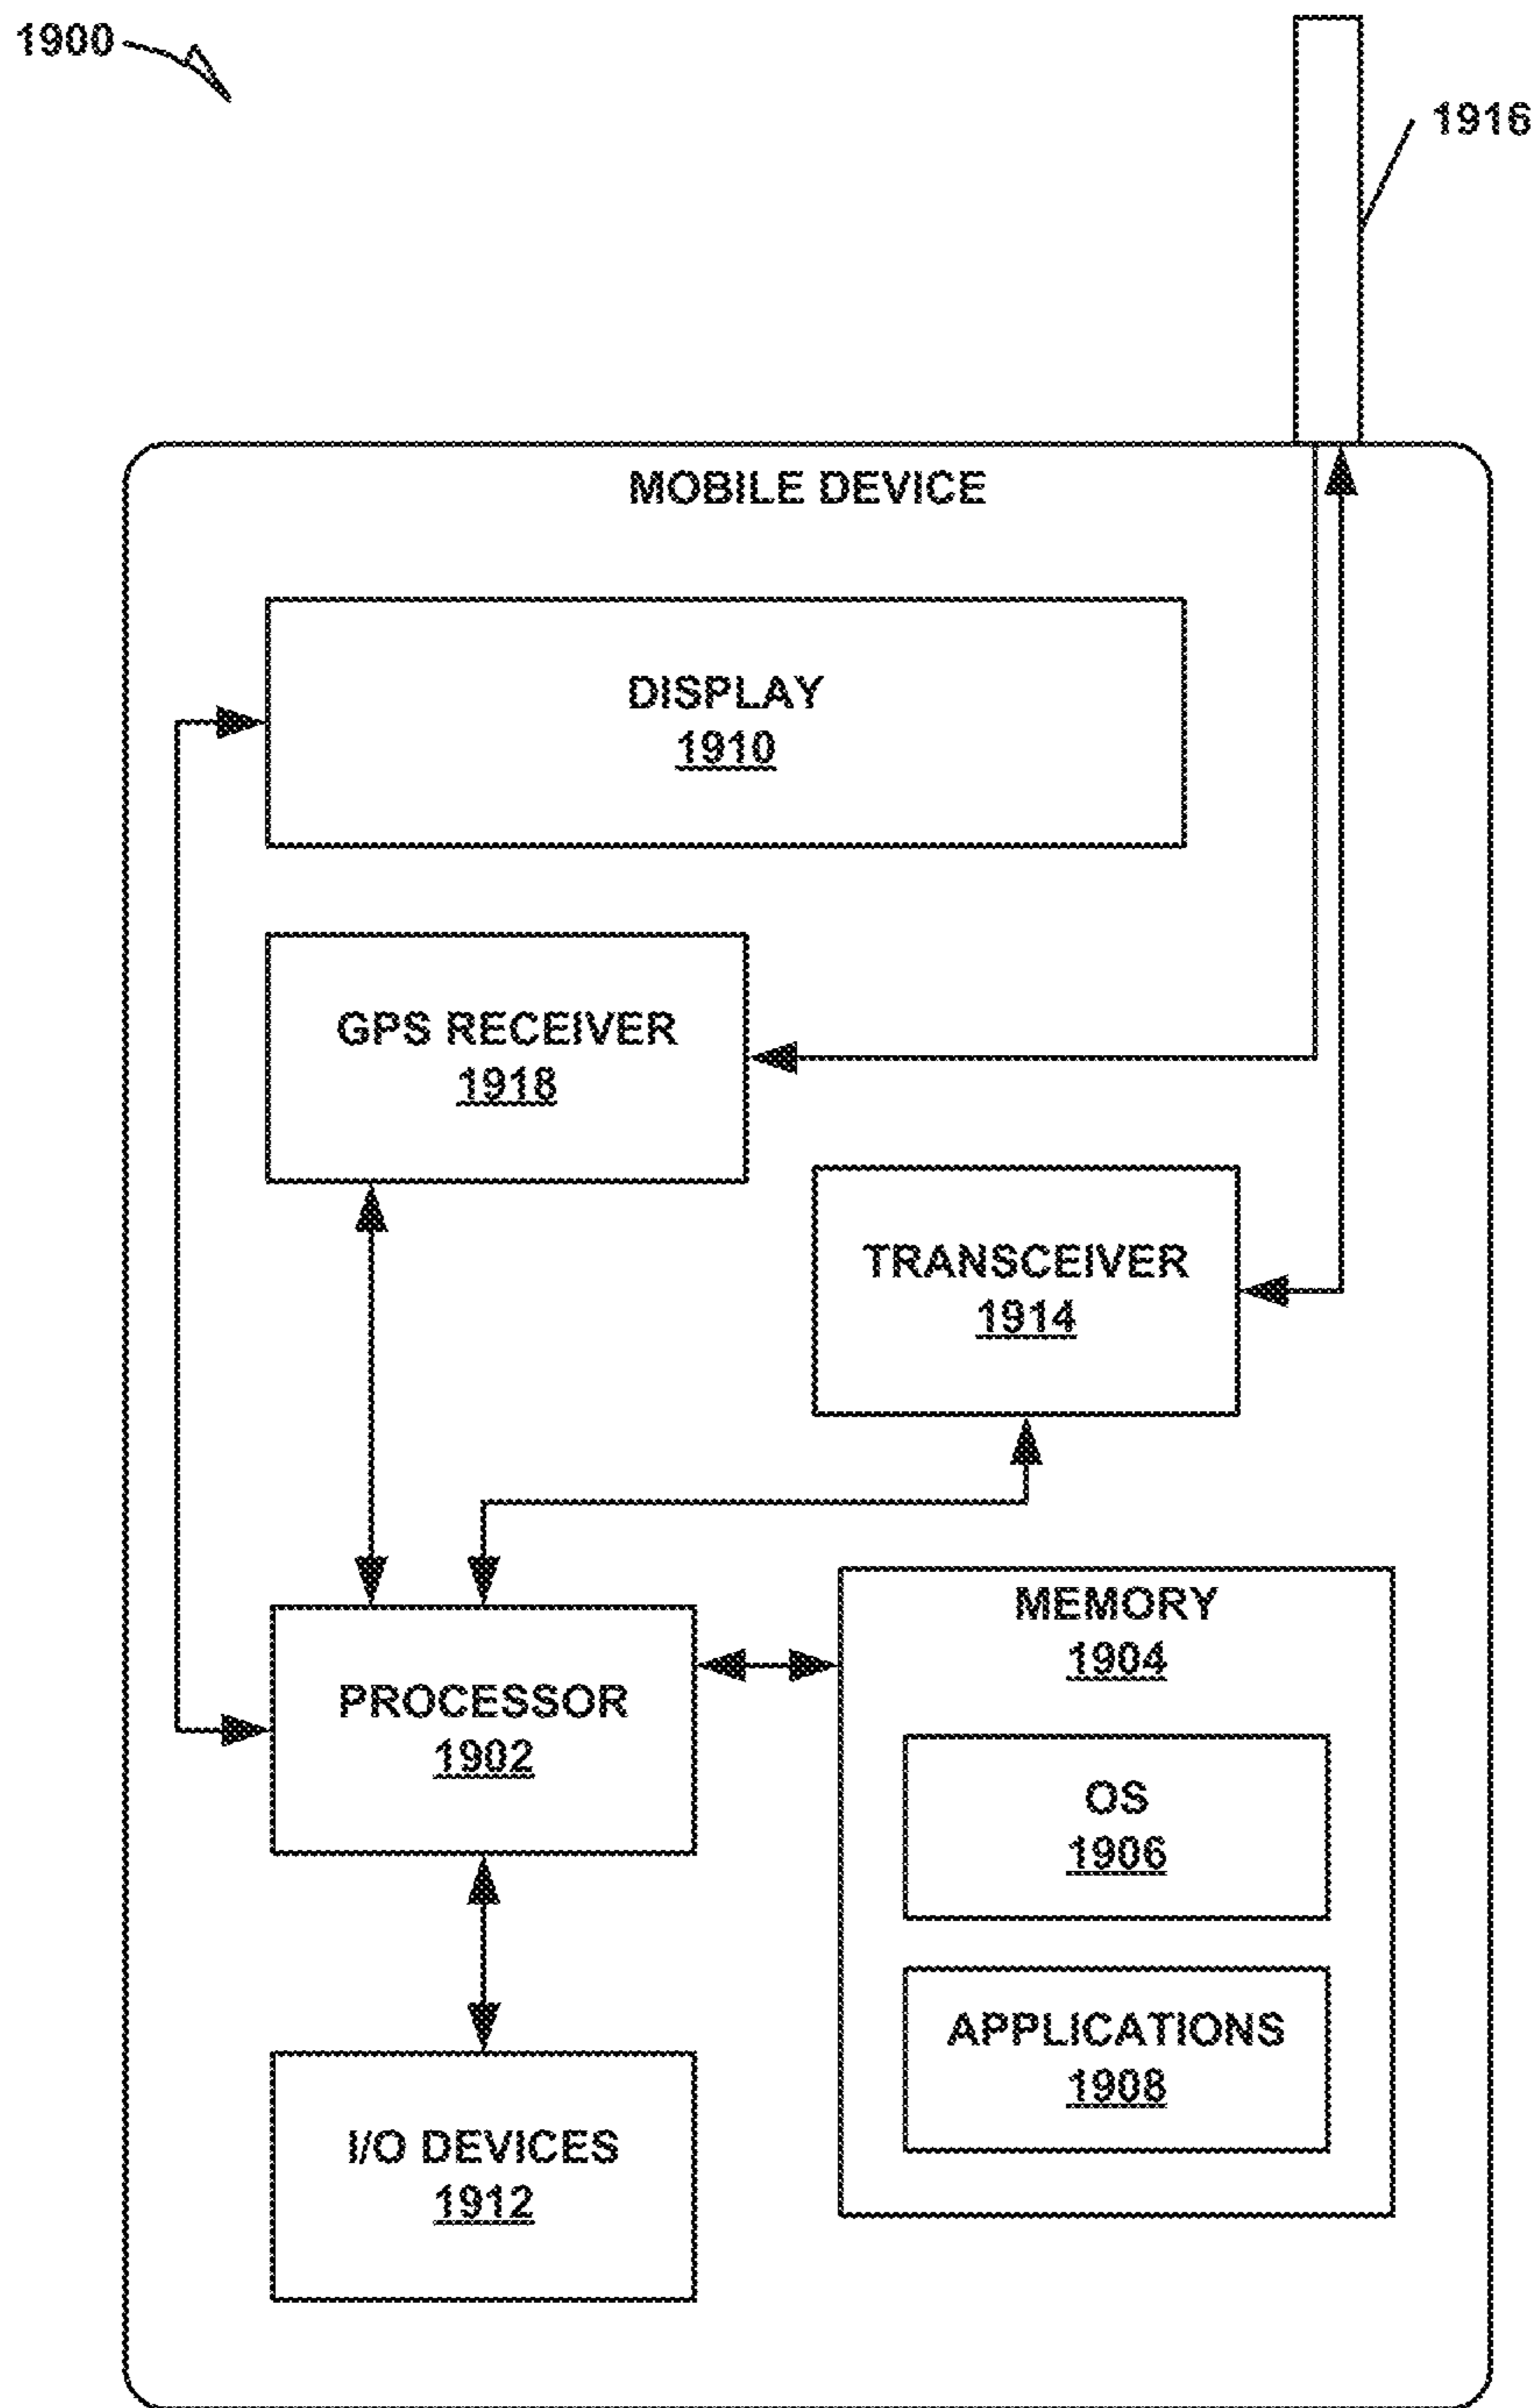 1900
1916
MOBILE DEVICE
DISPLAY
1910
GPS RECEIVER
1918
TRANSCEIVER
1914
MEMORY
1904
PROCESSOR
1902
OS
1906
APPLICATIONS
1908
I/O DEVICES
1912